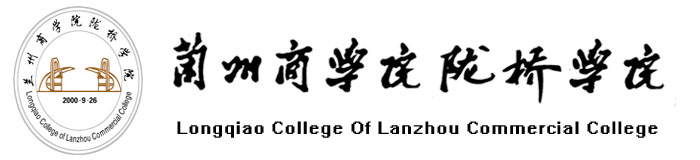 兰州商学院陇桥学院
2000·9·26
Longqiao College of Lanzhou Commercial College
蘭州商学院陇桥学院
Longqiao College Of Lanzhou Commercial College